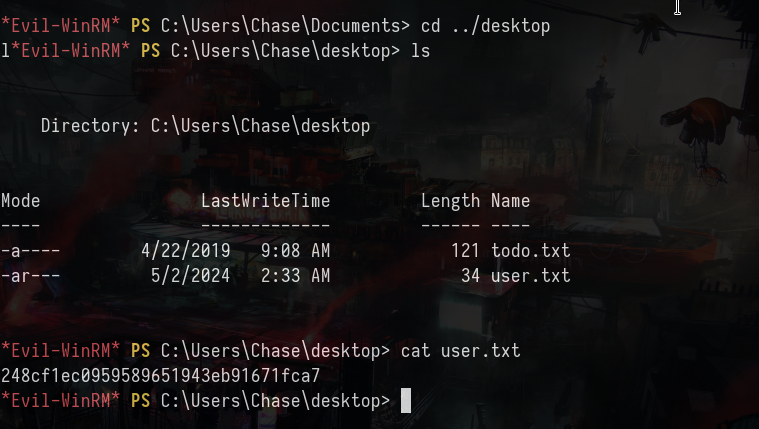 *Evil-WinRM* PS C:\Users\Chase\Documents> cd ../desktop
l*Evil-WinRM* PS C:\Users\Chase\desktop> ls
Directory: C:\Users\Chase\desktop
Mode LastWriteTime Length Name
---- ------------- ------ ----
-a---- 4/22/2019 9:08 AM 121 todo.txt
-ar--- 5/2/2024 2:33 AM 34 user.txt
*Evil-WinRM* PS C:\Users\Chase\desktop> cat user.txt
248cf1ec0959589651943eb91671fca7
*Evil-WinRM* PS C:\Users\Chase\desktop>